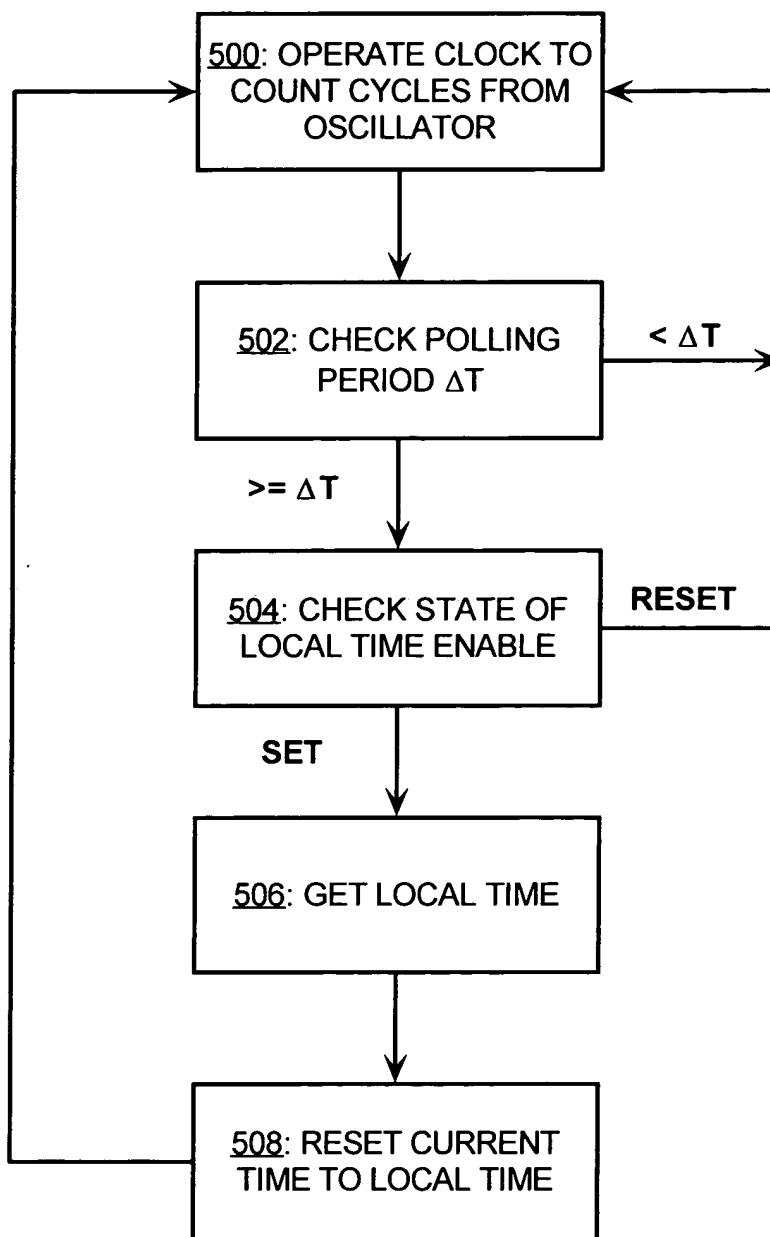 500: OPERATE CLOCK TO
COUNT CYCLES FROM
OSCILLATOR
502: CHECK POLLING
PERIOD ΔT
< ΔT
>= ΔT
504: CHECK STATE OF
LOCAL TIME ENABLE
RESET
SET
506: GET LOCAL TIME
508: RESET CURRENT
TIME TO LOCAL TIME